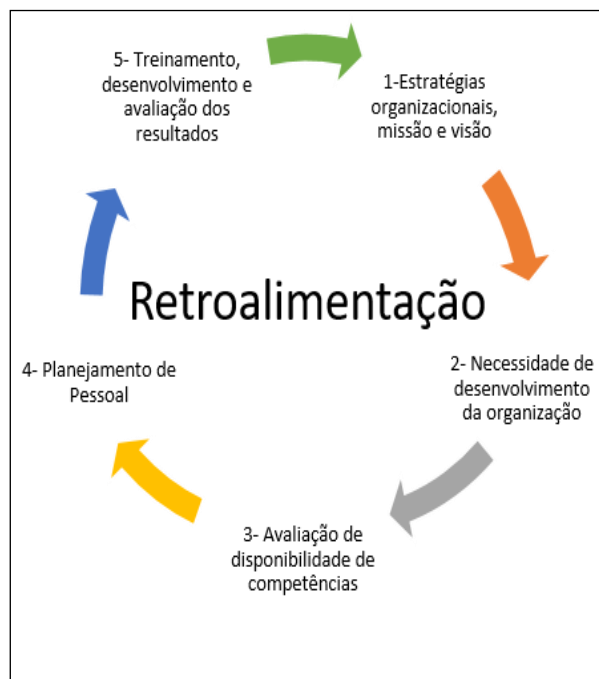 5- Treinamento,
desenvolvimento e
avaliação dos
resultados
1-Estratégias
organizacionais,
missão e visão
Retroalimentação
2- Necessidade de
desenvolvimento
da organização
4- Planejamento de
Pessoal
3- Avaliação de
disponibilidade de
competências